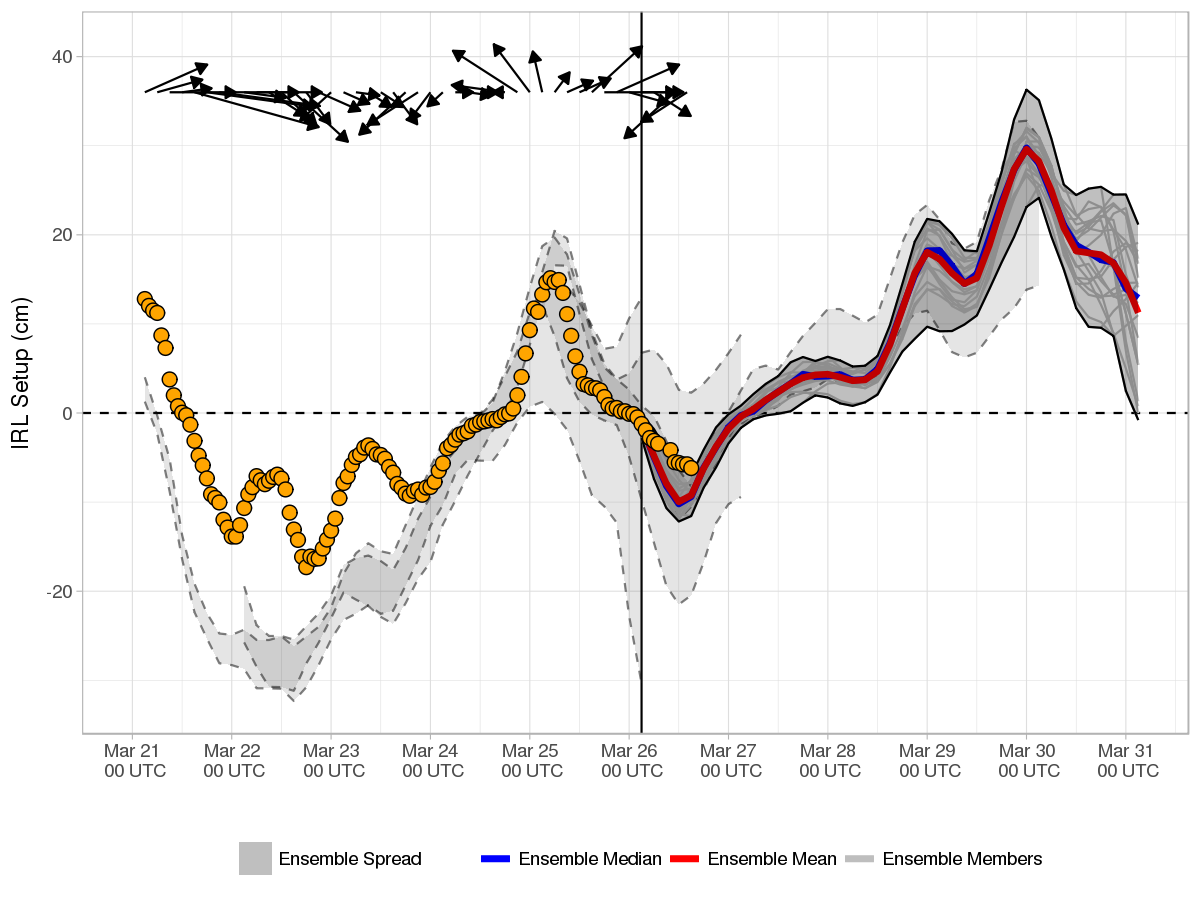 IRL Setup (cm)
40
20
0
-20
Mar 21 Mar 22 Mar 23 Mar 24 Mar 25 Mar 26 Mar 27 Mar 28 Mar 29 Mar 30 Mar 31
00 UTC 00 UTC 00 UTC 00 UTC 00 UTC 00 UTC 00 UTC 00 UTC 00 UTC 00 UTC 00 UTC
Ensemble Spread Ensemble Median Ensemble Mean Ensemble Members